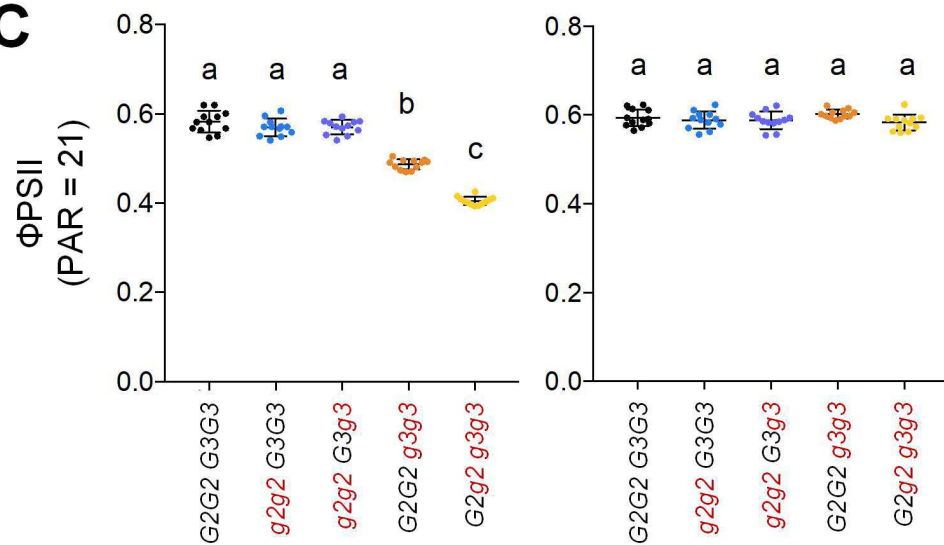 C
ΦPSII
(PAR = 21)
0.8
0.6
0.4
0.2
0.0
a
a
a
b
c
G2G2 G3G3
g2g2 G3G3
g2g2 G3g3
G2G2 g3g3
G2g2 g3g3
0.8
0.6
0.4
0.2
0.0
a
a
a
a
a
G2G2 G3G3
g2g2 G3G3
g2g2 G3g3
G2G2 g3g3
G2g2 g3g3